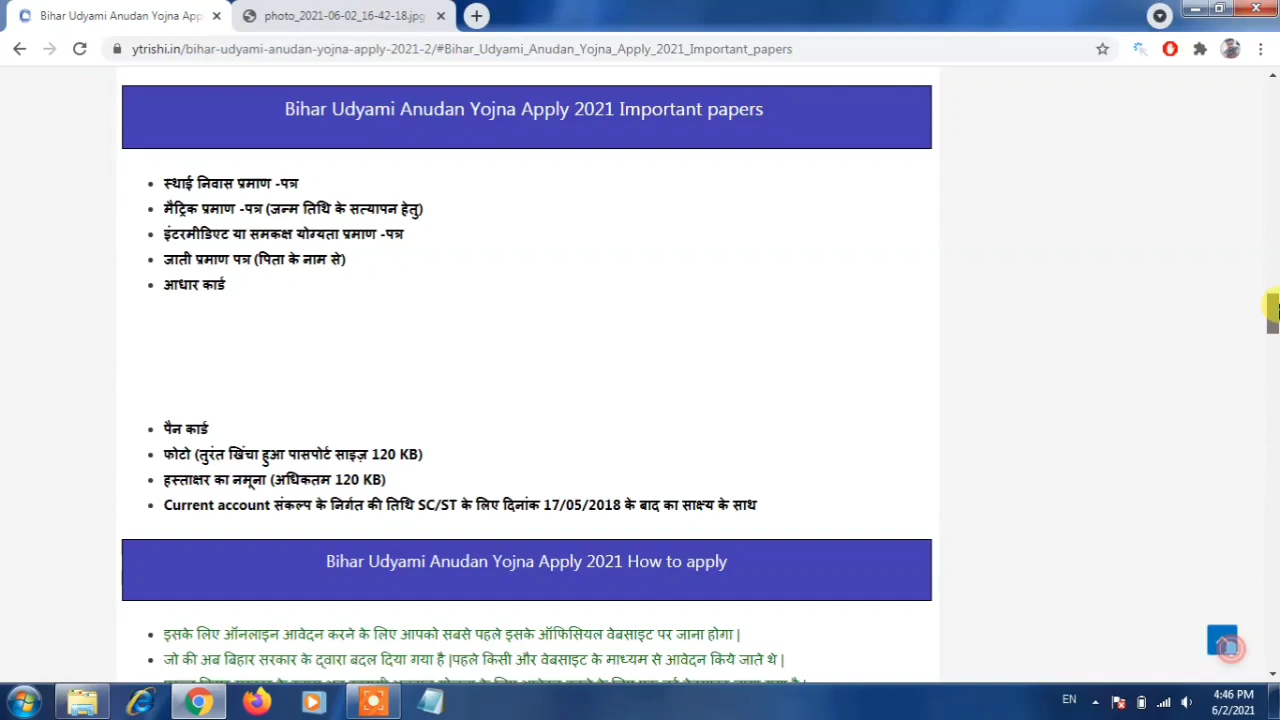 Bihar Udyami Anudan Yojna App
photo_2021-06-02_16-42-18.jpg
ytrishi.in/bihar-udyami-anudan-yojna-apply-2021-2/#Bihar_Udyami_Anudan_Yojna_Apply_2021_Important_papers
Bihar Udyami Anudan Yojna Apply 2021 Important papers
स्थाई निवास प्रमाण -पत्र
मैट्रिक प्रमाण -पत्र (जन्म तिथि के सत्यापन हेतु)
इंटरमीडिएट या समकक्ष योग्यता प्रमाण -पत्र
जाती प्रमाण पत्र (पिता के नाम से)
आधार कार्ड
पैन कार्ड
फोटो (तुरंत खिंचा हुआ पासपोर्ट साइज़ 120 KB)
हस्ताक्षर का नमूना (अधिकतम 120 KB)
Current account संकल्प के निर्गत की तिथि SC/ST के लिए दिनांक 17/05/2018 के बाद का साक्ष्य के साथ
Bihar Udyami Anudan Yojna Apply 2021 How to apply
इसके लिए ऑनलाइन आवेदन करने के लिए आपको सबसे पहले इसके ऑफिसियल वेबसाइट पर जाना होगा |
जो की अब बिहार सरकार के द्वारा बदल दिया गया है |पहले किसी और वेबसाइट के माध्यम से आवेदन किये जाते थे |
EN
4:46 PM
6/2/2021